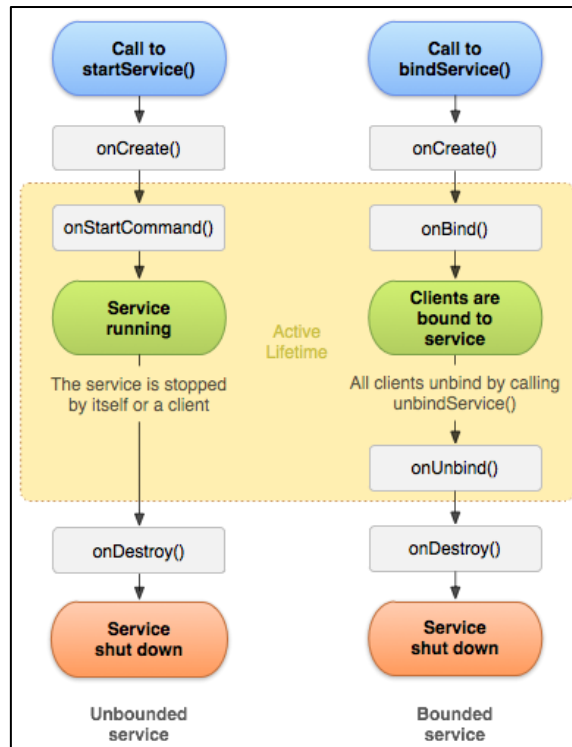 Call to
startService()
onCreate()
onStartCommand()
Service
running
The service is stopped
by itself or a client
onDestroy()
Service
shut down
Unbounded
service
Active
Lifetime
Call to
bindService()
onCreate()
onBind()
Clients are
bound to
service
All clients unbind by calling
unbindService()
onUnbind()
onDestroy()
Service
shut down
Bounded
service